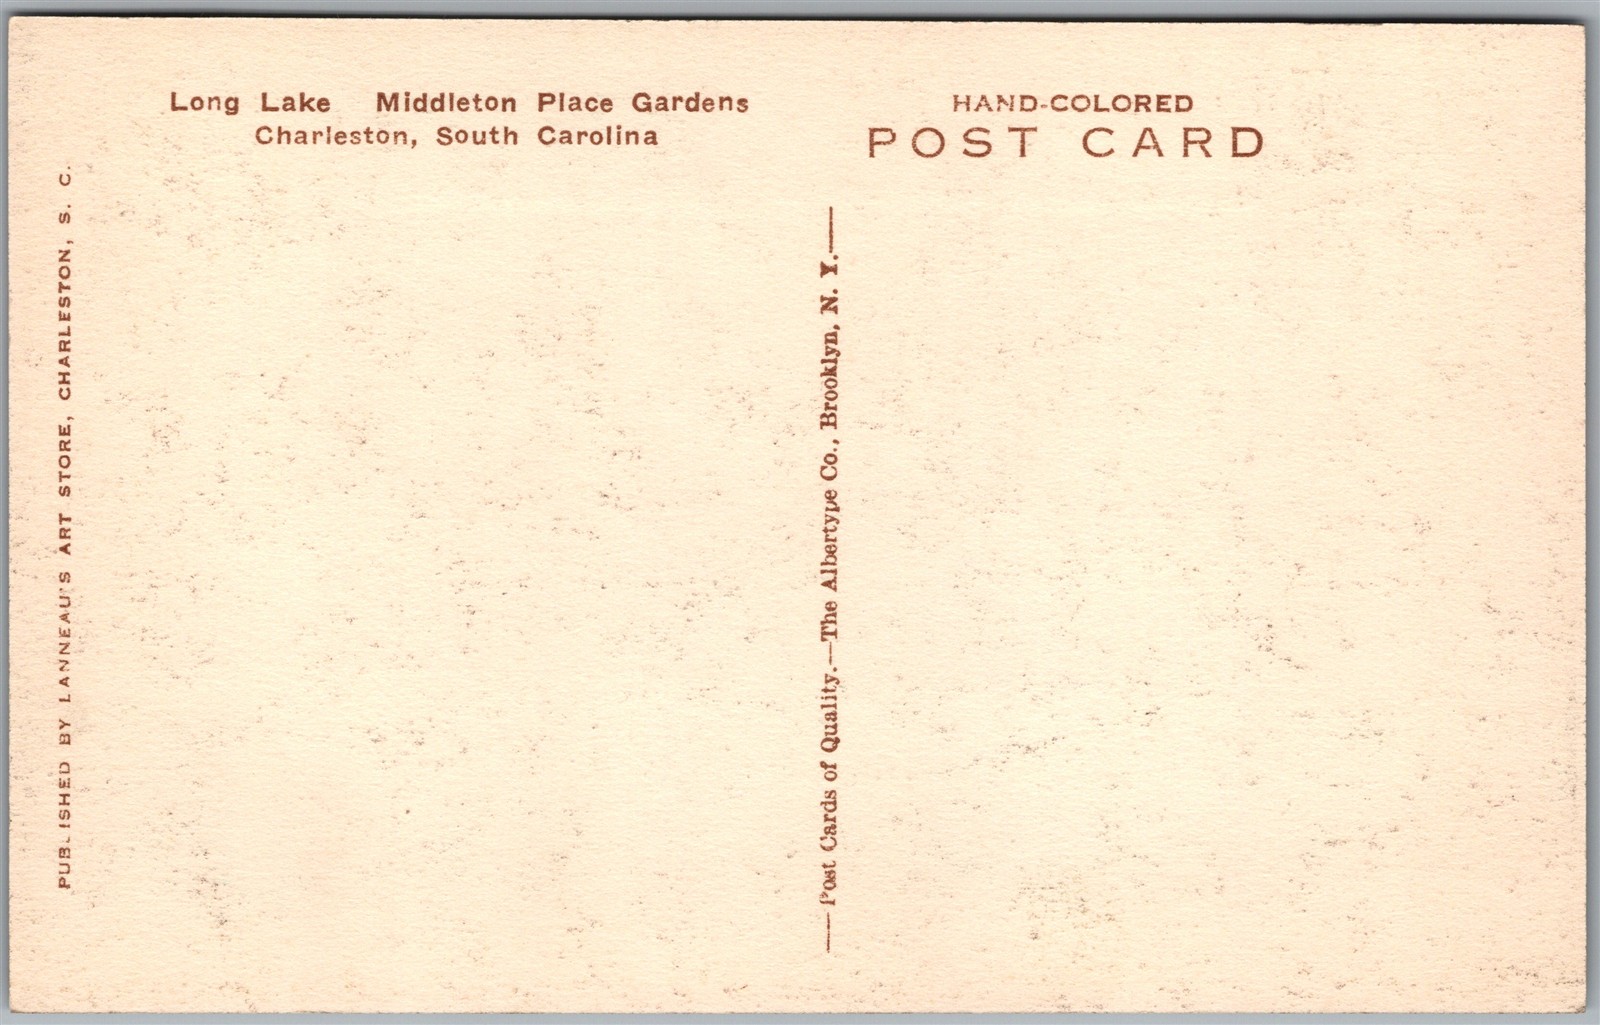 Long Lake Middleton Place Gardens
Charleston, South Carolina
HAND-COLORED
POST CARD
PUBLISHED BY LANNEAU'S ART STORE, CHARLESTON, S. C.
Post Cards of Quality.—The Albertype Co., Brooklyn, N. Y.